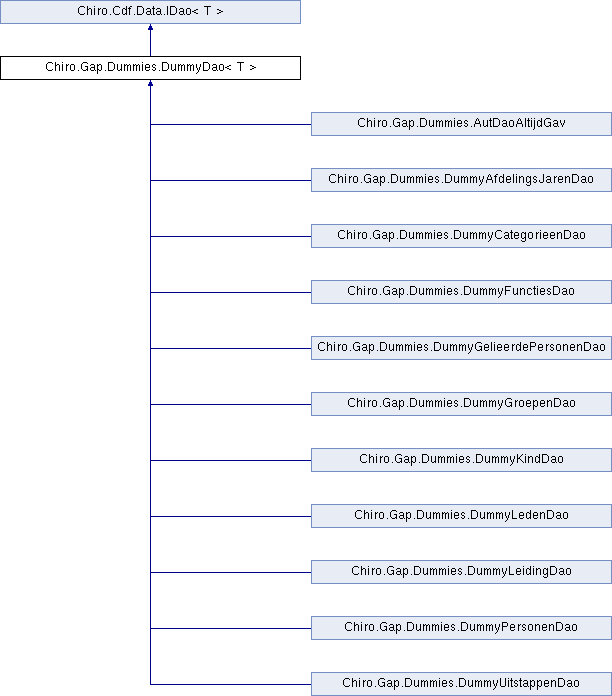 Chiro.Cdf.Data.IDao< T >
Chiro.Gap.Dummies.DummyDao< T >
Chiro.Gap.Dummies.AutDaoAltijdGav
Chiro.Gap.Dummies.DummyAfdelingsJarenDao
Chiro.Gap.Dummies.DummyCategorieenDao
Chiro.Gap.Dummies.DummyFunctiesDao
Chiro.Gap.Dummies.DummyGelieerdePersonenDao
Chiro.Gap.Dummies.DummyGroepenDao
Chiro.Gap.Dummies.DummyKindDao
Chiro.Gap.Dummies.DummyLedenDao
Chiro.Gap.Dummies.DummyLeidingDao
Chiro.Gap.Dummies.DummyPersonenDao
Chiro.Gap.Dummies.DummyUitstappenDao